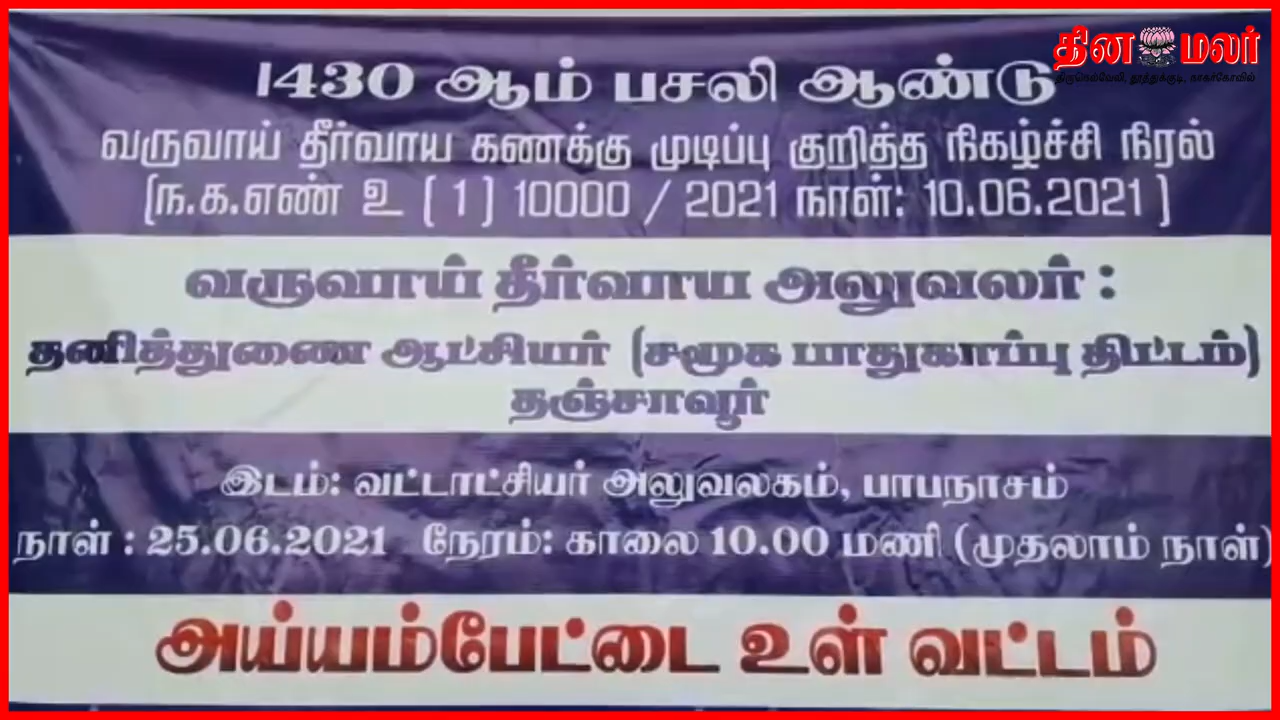 தின மலர்
திருநெல்வேலி, தூத்துக்குடி, நாகர்கோவில்
1430 ஆம் பசலி ஆண்டு
வருவாய் தீர்வாய கணக்கு முடிப்பு குறித்த நிகழ்ச்சி நிரல்
(ந.க.எண் உ ( 1 ) 10000 / 2021 நாள்: 10.06.2021 )
வருவாய் தீர்வாய அலுவலர் :
தனித்துணை ஆட்சியர் (சமூக பாதுகாப்பு திட்டம்)
தஞ்சாவூர்
இடம்: வட்டாட்சியர் அலுவலகம், பாபநாசம்
நாள் : 25.06.2021 நேரம்: காலை 10.00 மணி (முதலாம் நாள்)
அய்யம்பேட்டை உள் வட்டம்